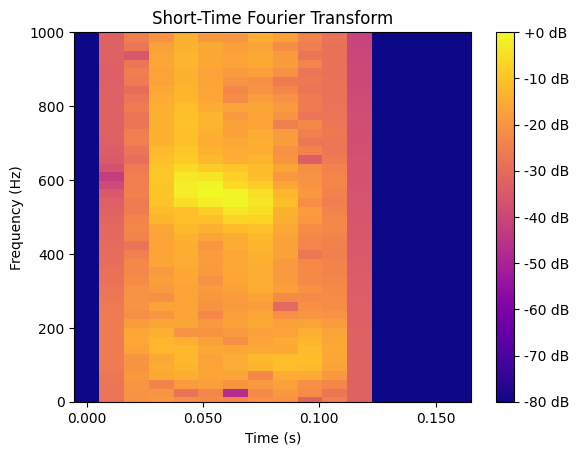 Short-Time Fourier Transform
Frequency (Hz)
1000
800
600
400
200
0
0.000
0.050
0.100
0.150
Time (s)
+0 dB
-10 dB
-20 dB
-30 dB
-40 dB
-50 dB
-60 dB
-70 dB
-80 dB